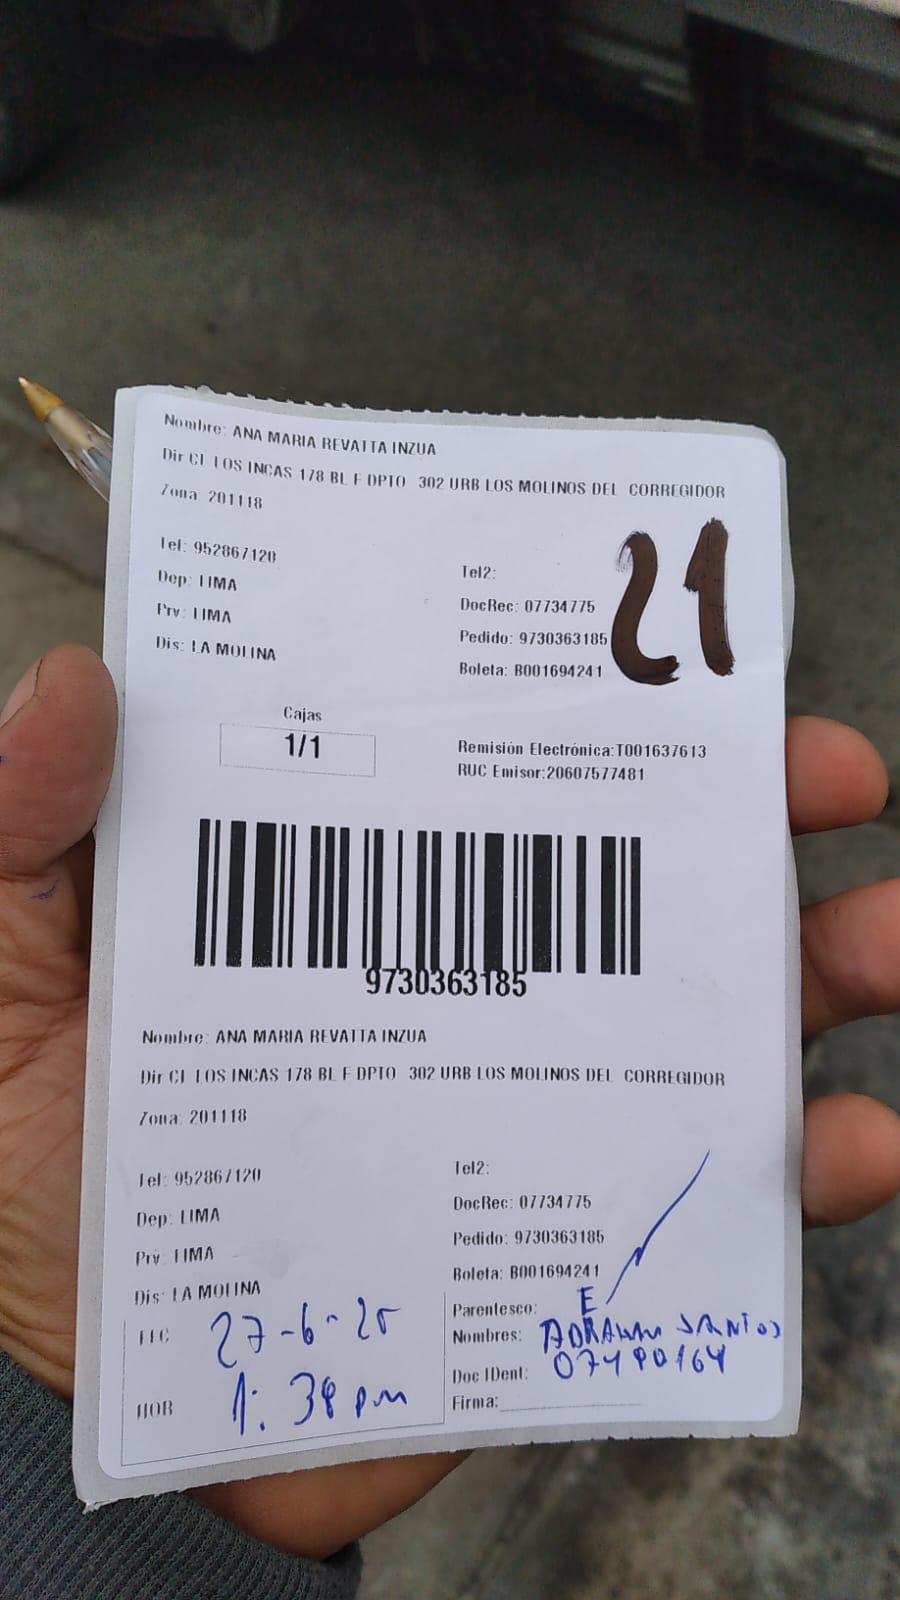 Nombre: ANA MARIA REVATTA INZUA
Dir CL LOS INCAS 178 BL F DPTO 302 URB LOS MOLINOS DEL CORREGIDOR
Zona: 201118
Tel: 952867120
Dep: LIMA
Prv: LIMA
Dis: LA MOLINA
Tel2:
DocRec: 07734775
Pedido: 9730363185
Boleta: B001694241
21
Cajas
1/1
Remisión Electrónica:T001637613
RUC Emisor:20607577481
9730363185
Nombre: ANA MARIA REVATTA INZUA
Dir CL LOS INCAS 178 BL F DPTO 302 URB LOS MOLINOS DEL CORREGIDOR
Zona: 201118
Tel: 952867120
Dep: LIMA
Prv: LIMA
Dis: LA MOLINA
Tel2:
DocRec: 07734775
Pedido: 9730363185
Boleta: B001694241
FEC 27-6-25
HOR 1:38 pm
Parentesco: E
Nombres: SANTOS
Doc IDent: 07490164
Firma: